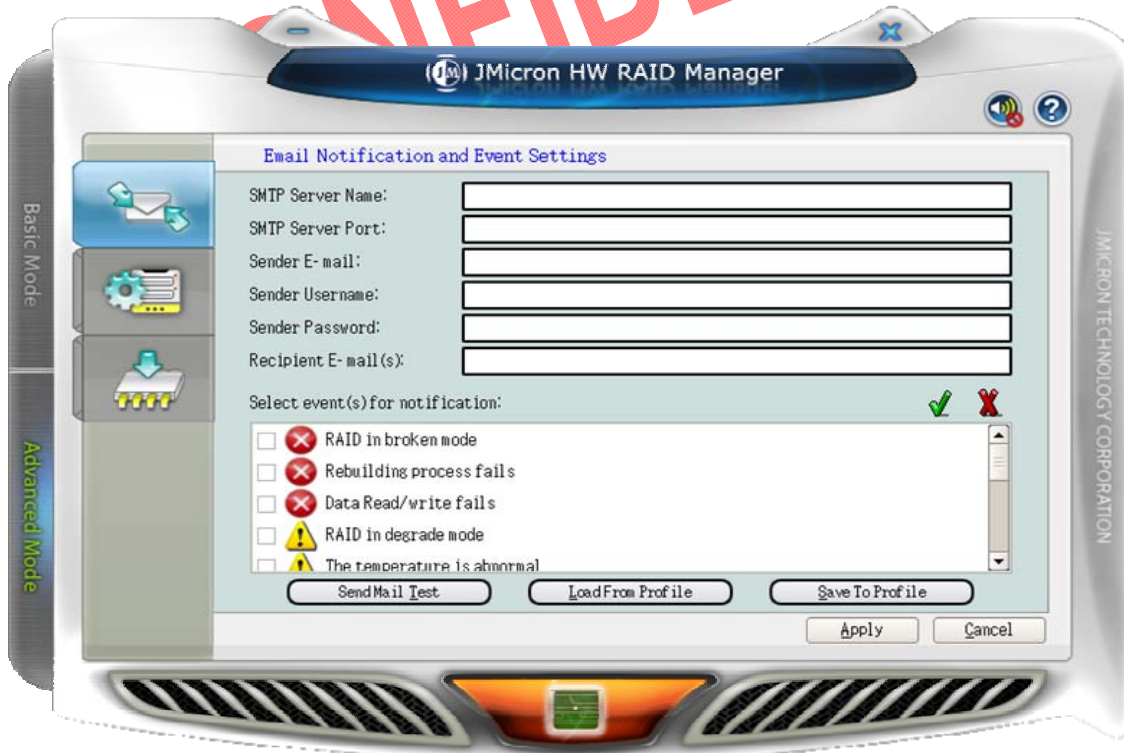 JMicron HW RAID Manager
Email Notification and Event Settings
SMTP Server Name:
SMTP Server Port:
Sender E-mail:
Sender Username:
Sender Password:
Recipient E-mail(s):
Select event(s) for notification:
RAID in broken mode
Rebuilding process fails
Data Read/write fails
RAID in degrade mode
The temperature is abnormal
Send Mail Test
Load From Profile
Save To Profile
Apply
Cancel
Basic Mode
Advanced Mode
JMICRON TECHNOLOGY CORPORATION